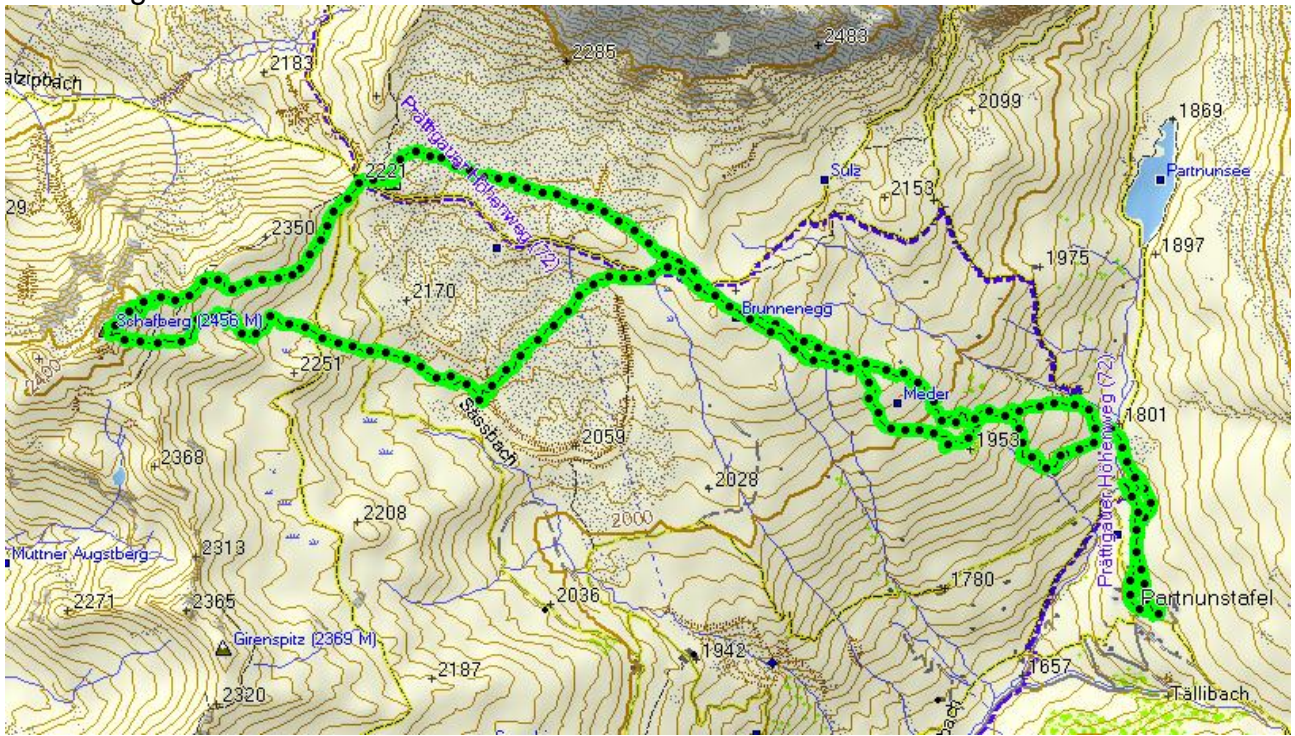 2285
2483
2183
alzipbach
2099
1869
2221
Prättigauer Höhenweg (72)
Sulz
2153
Partnunsee
29
2350
1897
1975
2170
Schafberg (2456 M)
Brunnenegg
2251
2400
Meder
Prättigauer Höhenweg (72)
1801
Sässbach
2059
1953
2368
2028
2208
2000
2313
Muttner Augstberg
1780
2271
2365
2036
Partnunstafel
Girenspitz (2369 M)
1942
1657
2187
Tällibach
2320
bach